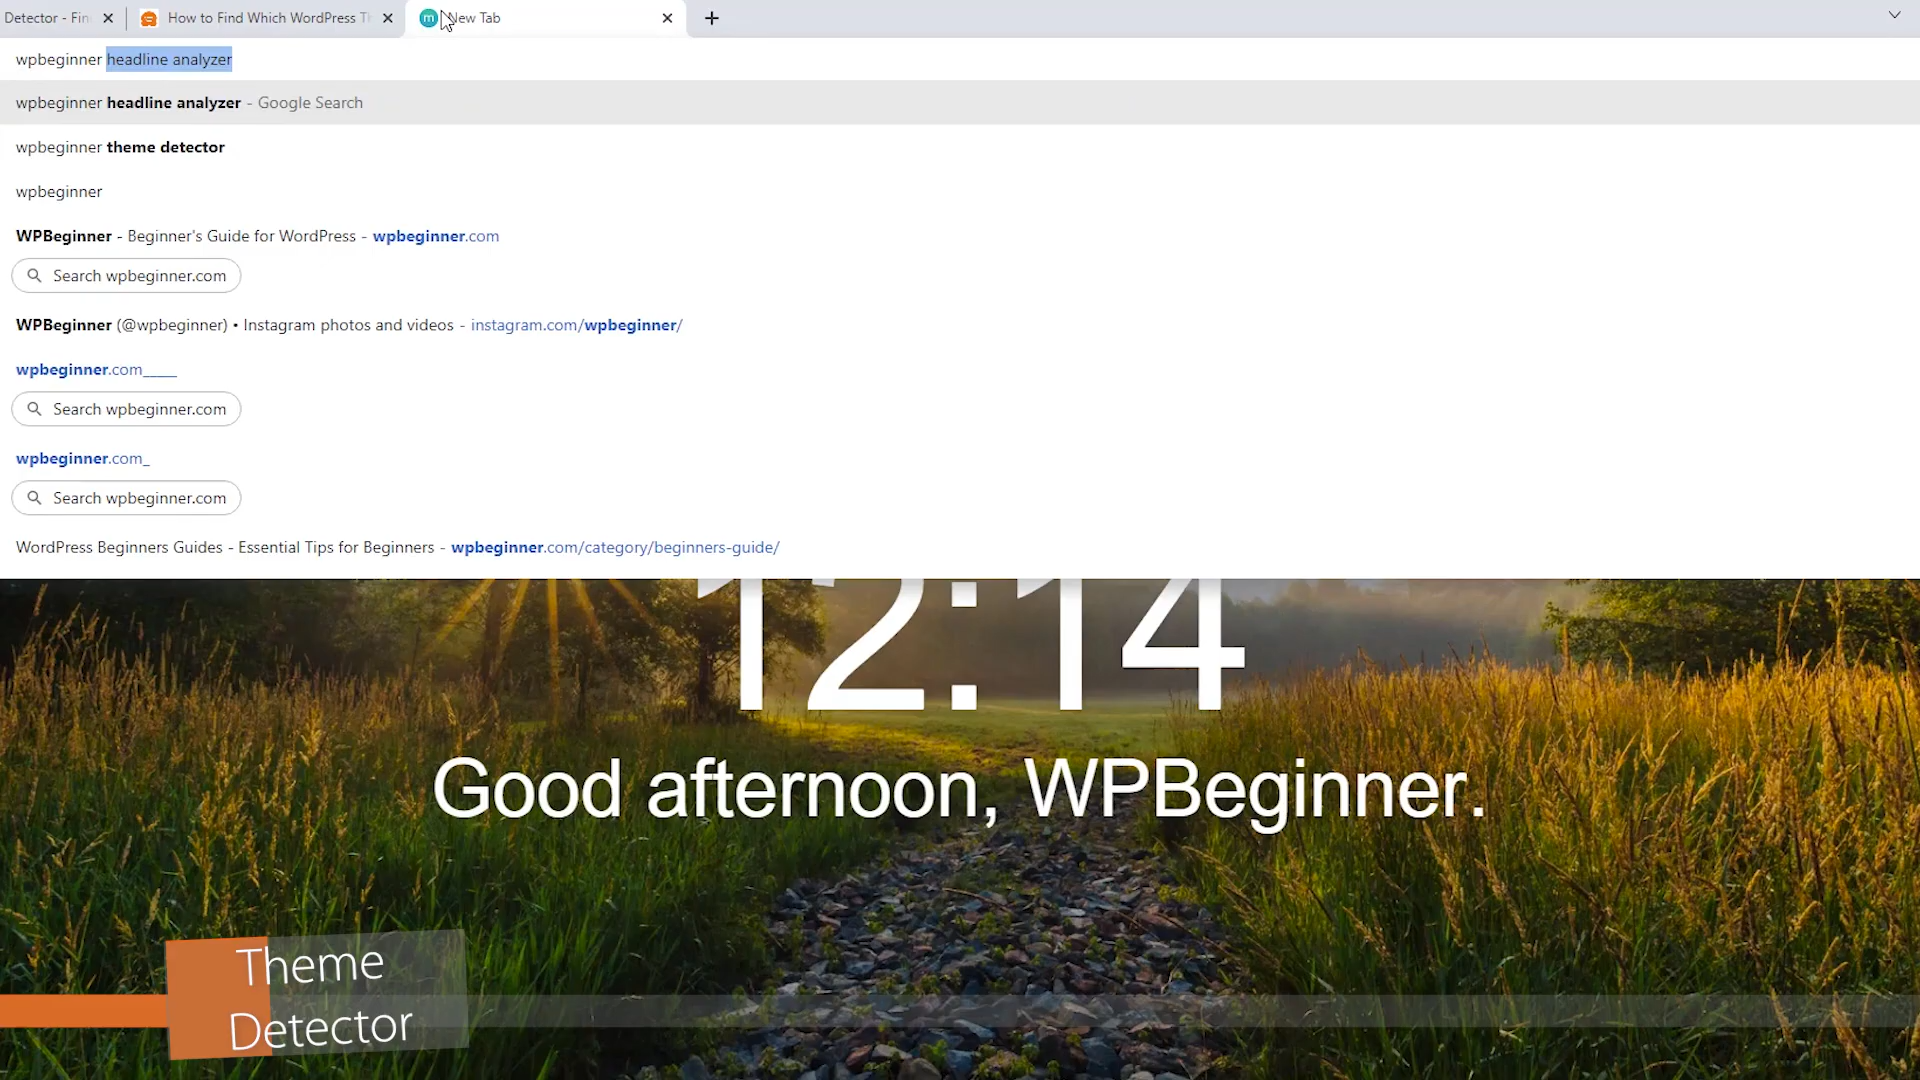 Detector - Fin
How to Find Which WordPress Th
New Tab
wpbeginner headline analyzer
wpbeginner headline analyzer - Google Search
wpbeginner theme detector
wpbeginner
WPBeginner - Beginner's Guide for WordPress - wpbeginner.com
Search wpbeginner.com
WPBeginner (@wpbeginner) • Instagram photos and videos - instagram.com/wpbeginner/
wpbeginner.com_____
Search wpbeginner.com
wpbeginner.com_
Search wpbeginner.com
WordPress Beginners Guides - Essential Tips for Beginners - wpbeginner.com/category/beginners-guide/
12:14
Good afternoon, WPBeginner.
Theme
Detector